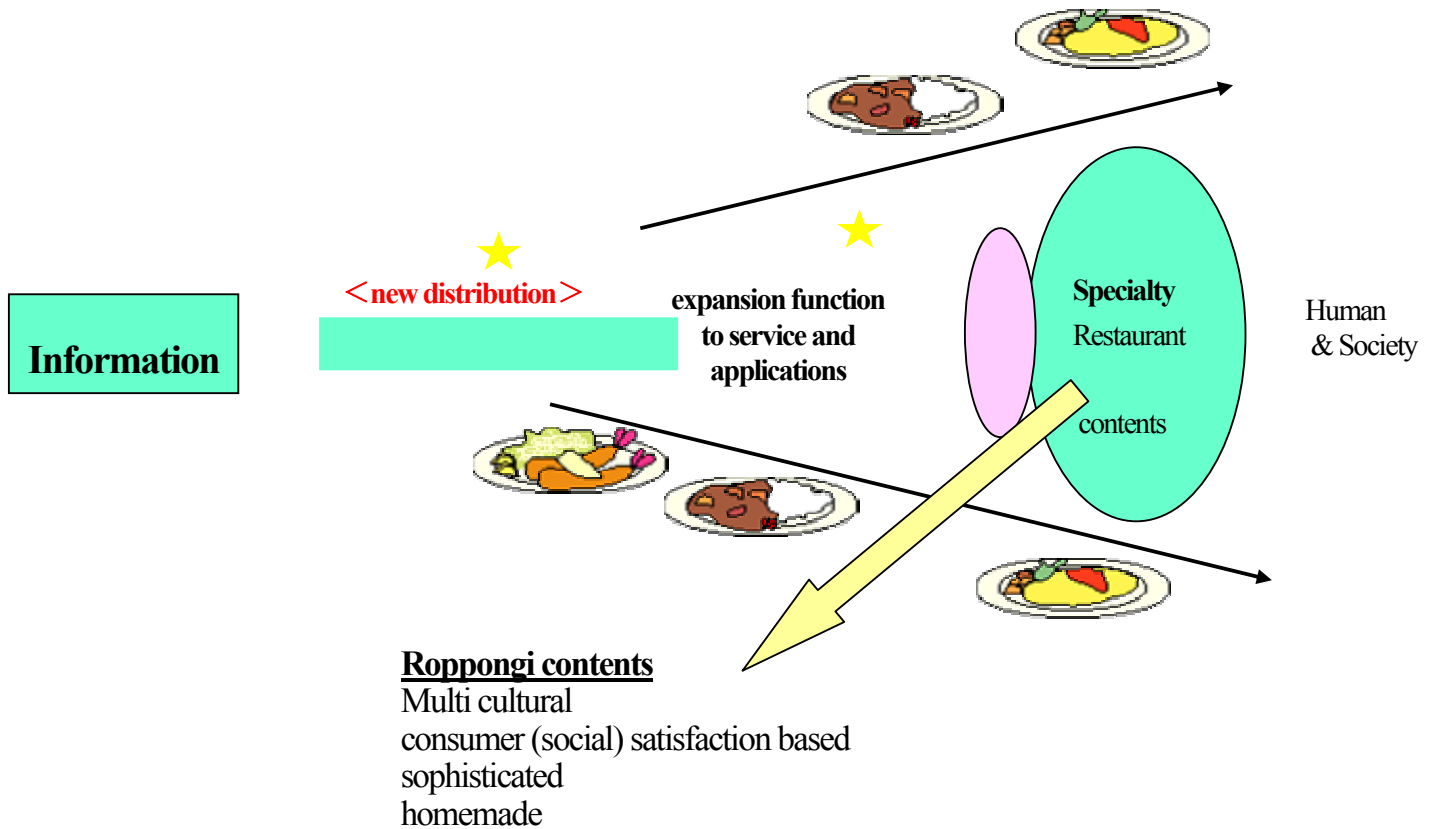 ＜new distribution＞
Information
expansion function
to service and
applications
Specialty
Restaurant
contents
Human
& Society
Roppongi contents
Multi cultural
consumer (social) satisfaction based
sophisticated
homemade